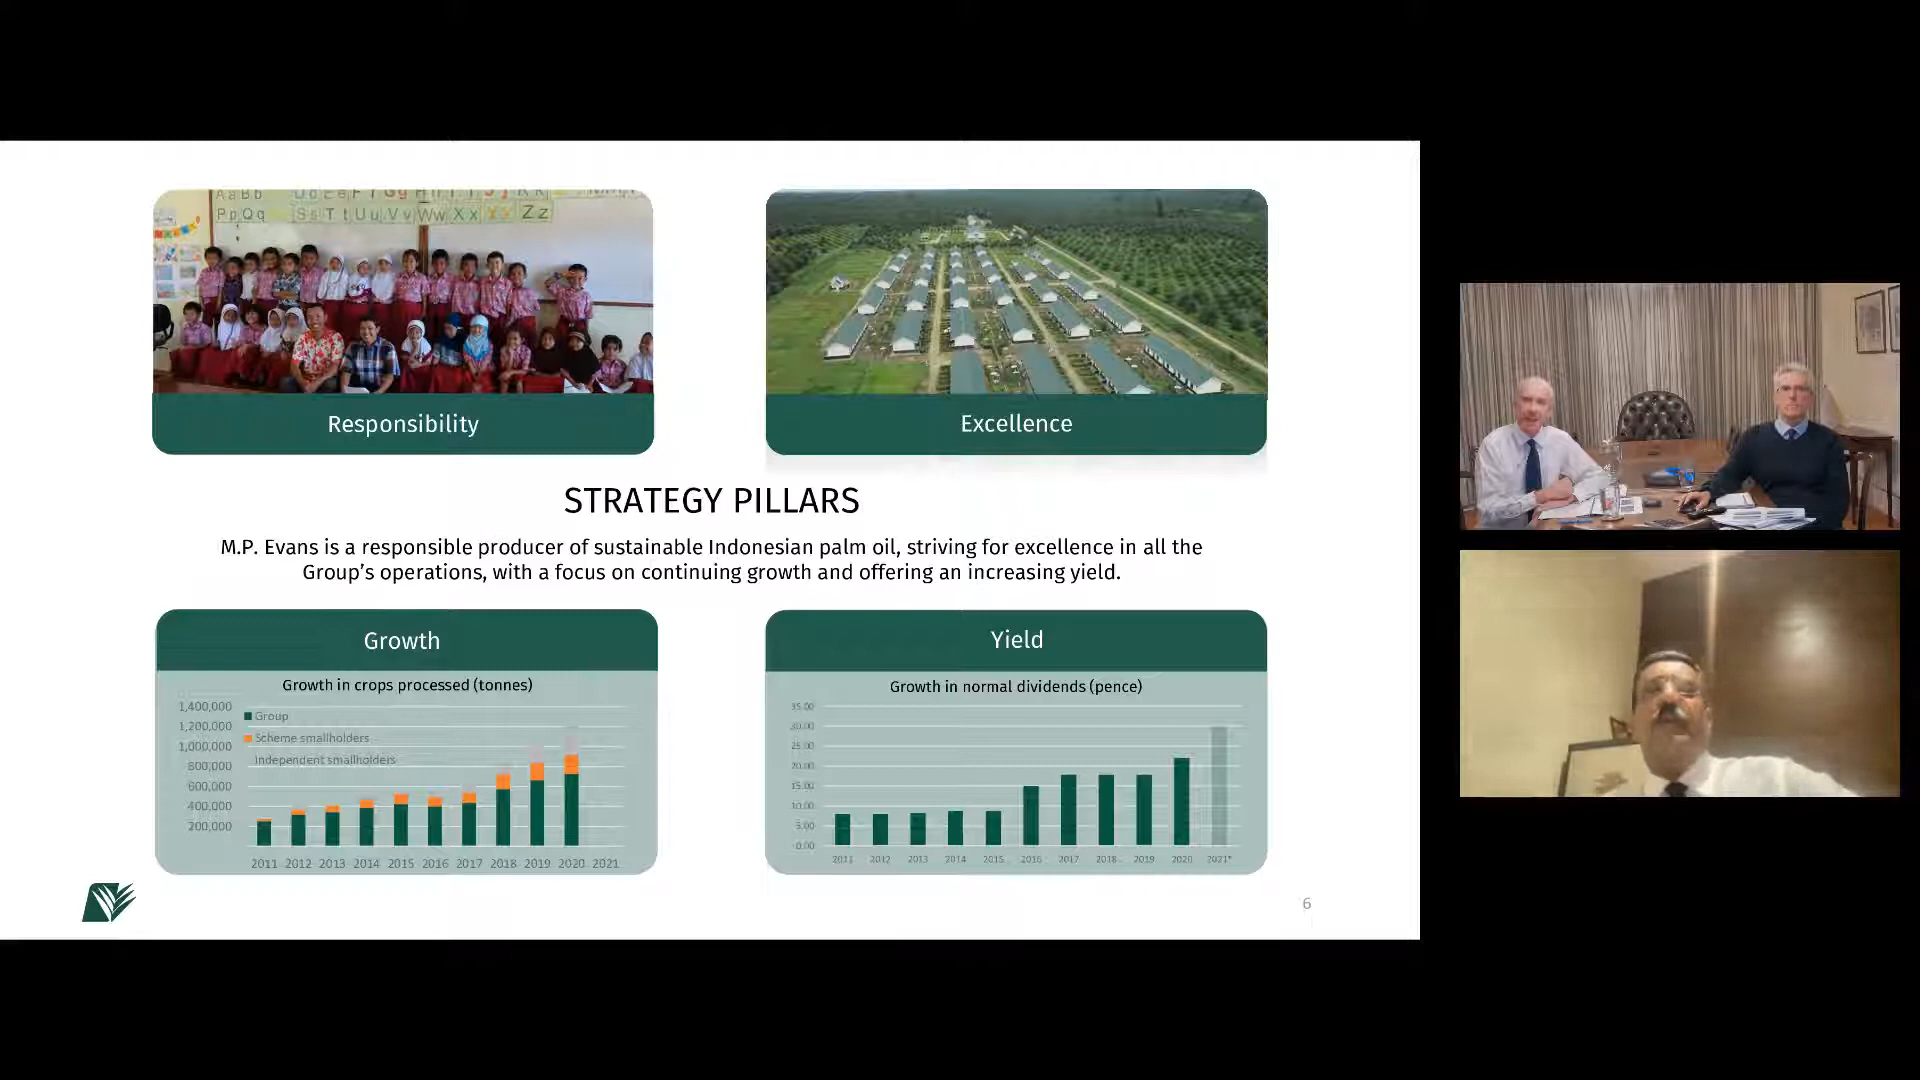 Aa Bb
Pp Qq Ss Tt Uu Vv Ww Xx Yy Zz
Responsibility
Excellence
STRATEGY PILLARS
M.P. Evans is a responsible producer of sustainable Indonesian palm oil, striving for excellence in all the
Group’s operations, with a focus on continuing growth and offering an increasing yield.
Growth
Growth in crops processed (tonnes)
1,400,000
1,200,000
1,000,000
800,000
600,000
400,000
200,000
Group
Scheme smallholders
Independent smallholders
2011 2012 2013 2014 2015 2016 2017 2018 2019 2020 2021
Yield
Growth in normal dividends (pence)
35.00
30.00
25.00
20.00
15.00
10.00
5.00
0.00
2011 2012 2013 2014 2015 2016 2017 2018 2019 2020 2021*
6